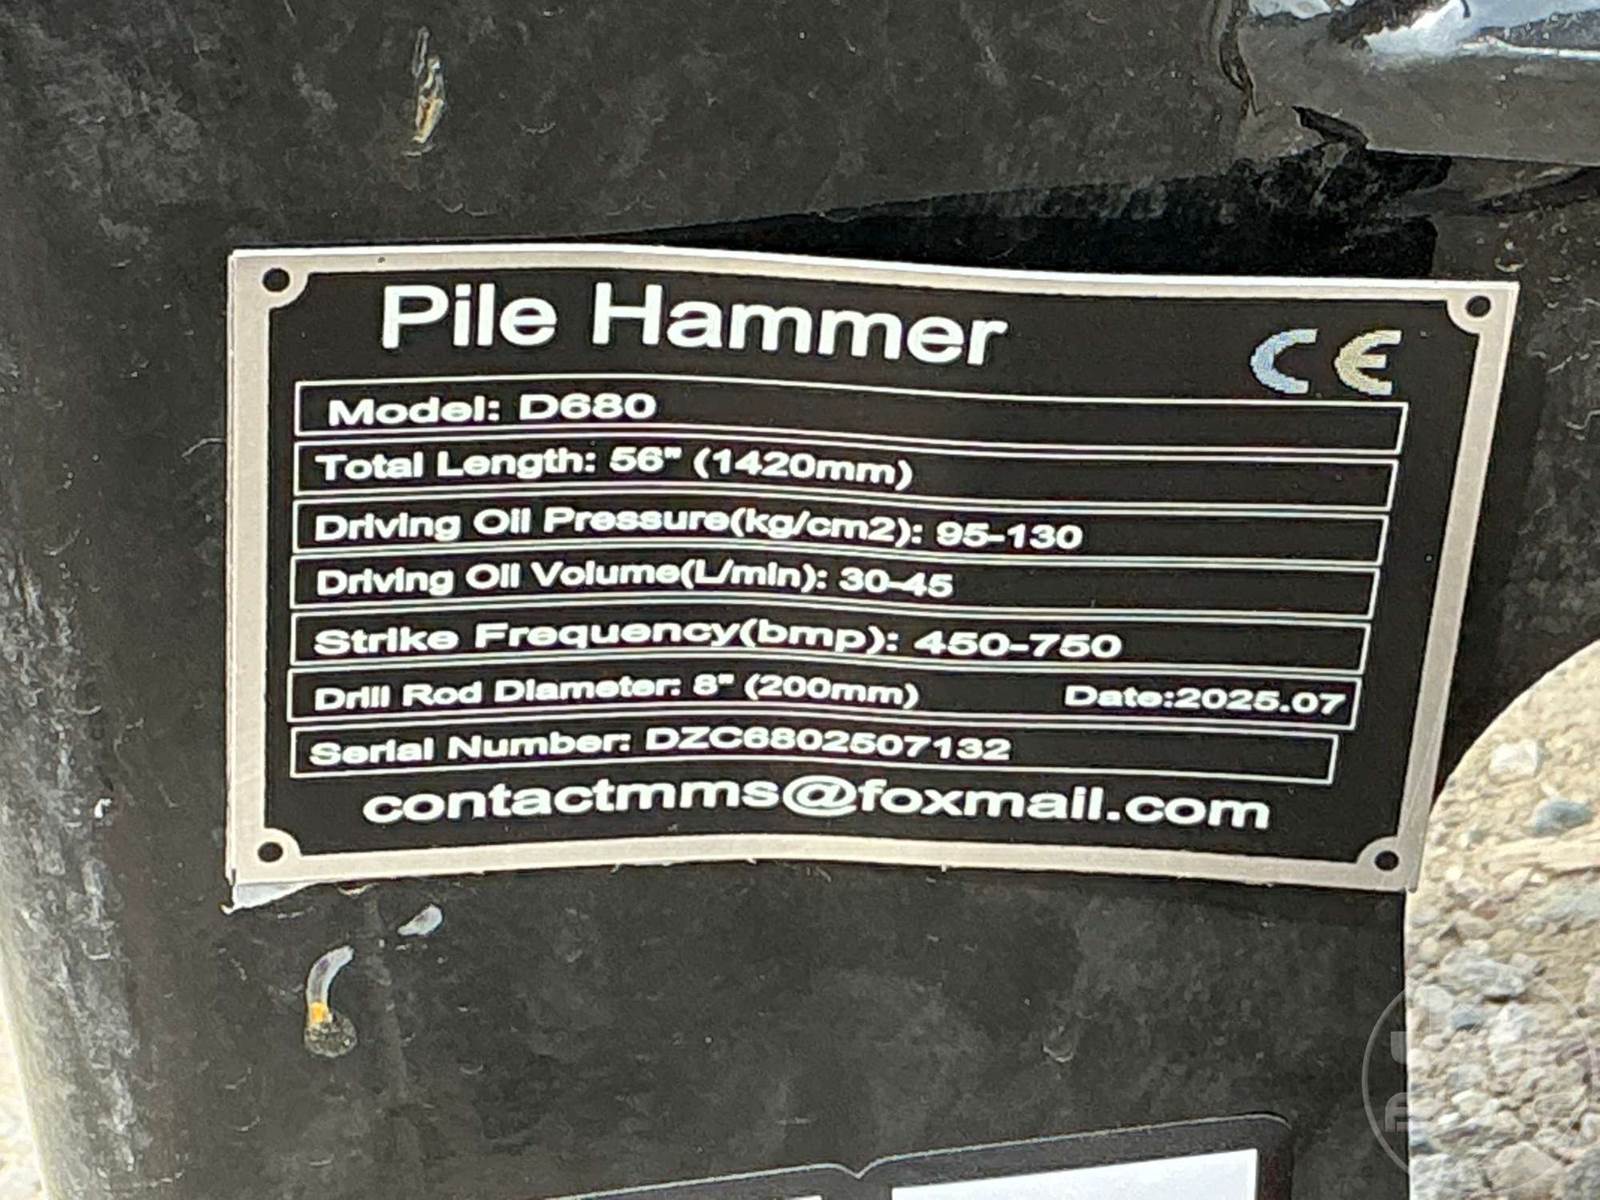 Pile Hammer
CE
Model: D680
Total Length: 56" (1420mm)
Driving Oil Pressure(kg/cm2): 95-130
Driving Oil Volume(L/min): 30-45
Strike Frequency(bmp): 450-750
Drill Rod Diameter: 8" (200mm) Date:2025.07
Serial Number: DZC6802507132
contactmms@foxmail.com